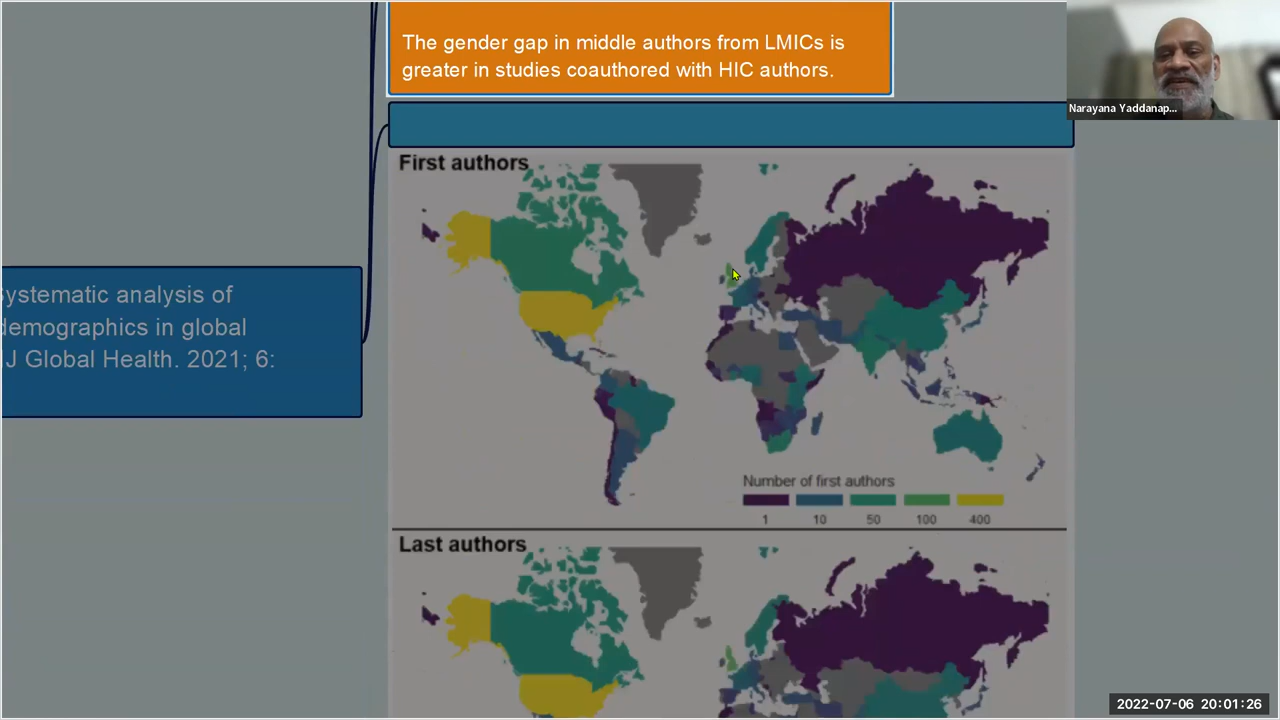 The gender gap in middle authors from LMICs is
greater in studies coauthored with HIC authors.
Narayana Yaddanap...
First authors
Systematic analysis of
demographics in global
J Global Health. 2021; 6:
Number of first authors
1 10 50 100 400
Last authors
2022-07-06 20:01:26